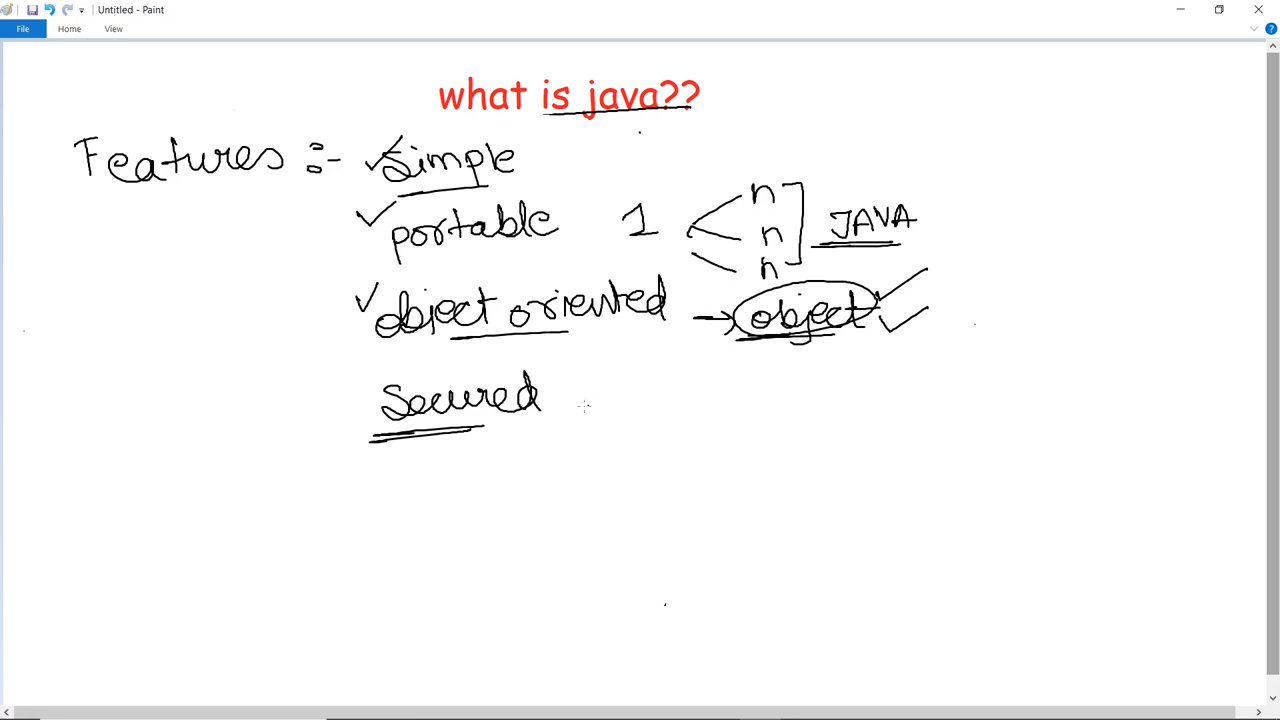 Untitled - Paint
File Home View
what is java??
Features :- Simple
n
portable 1 n JAVA
n
object oriented → object
Secured